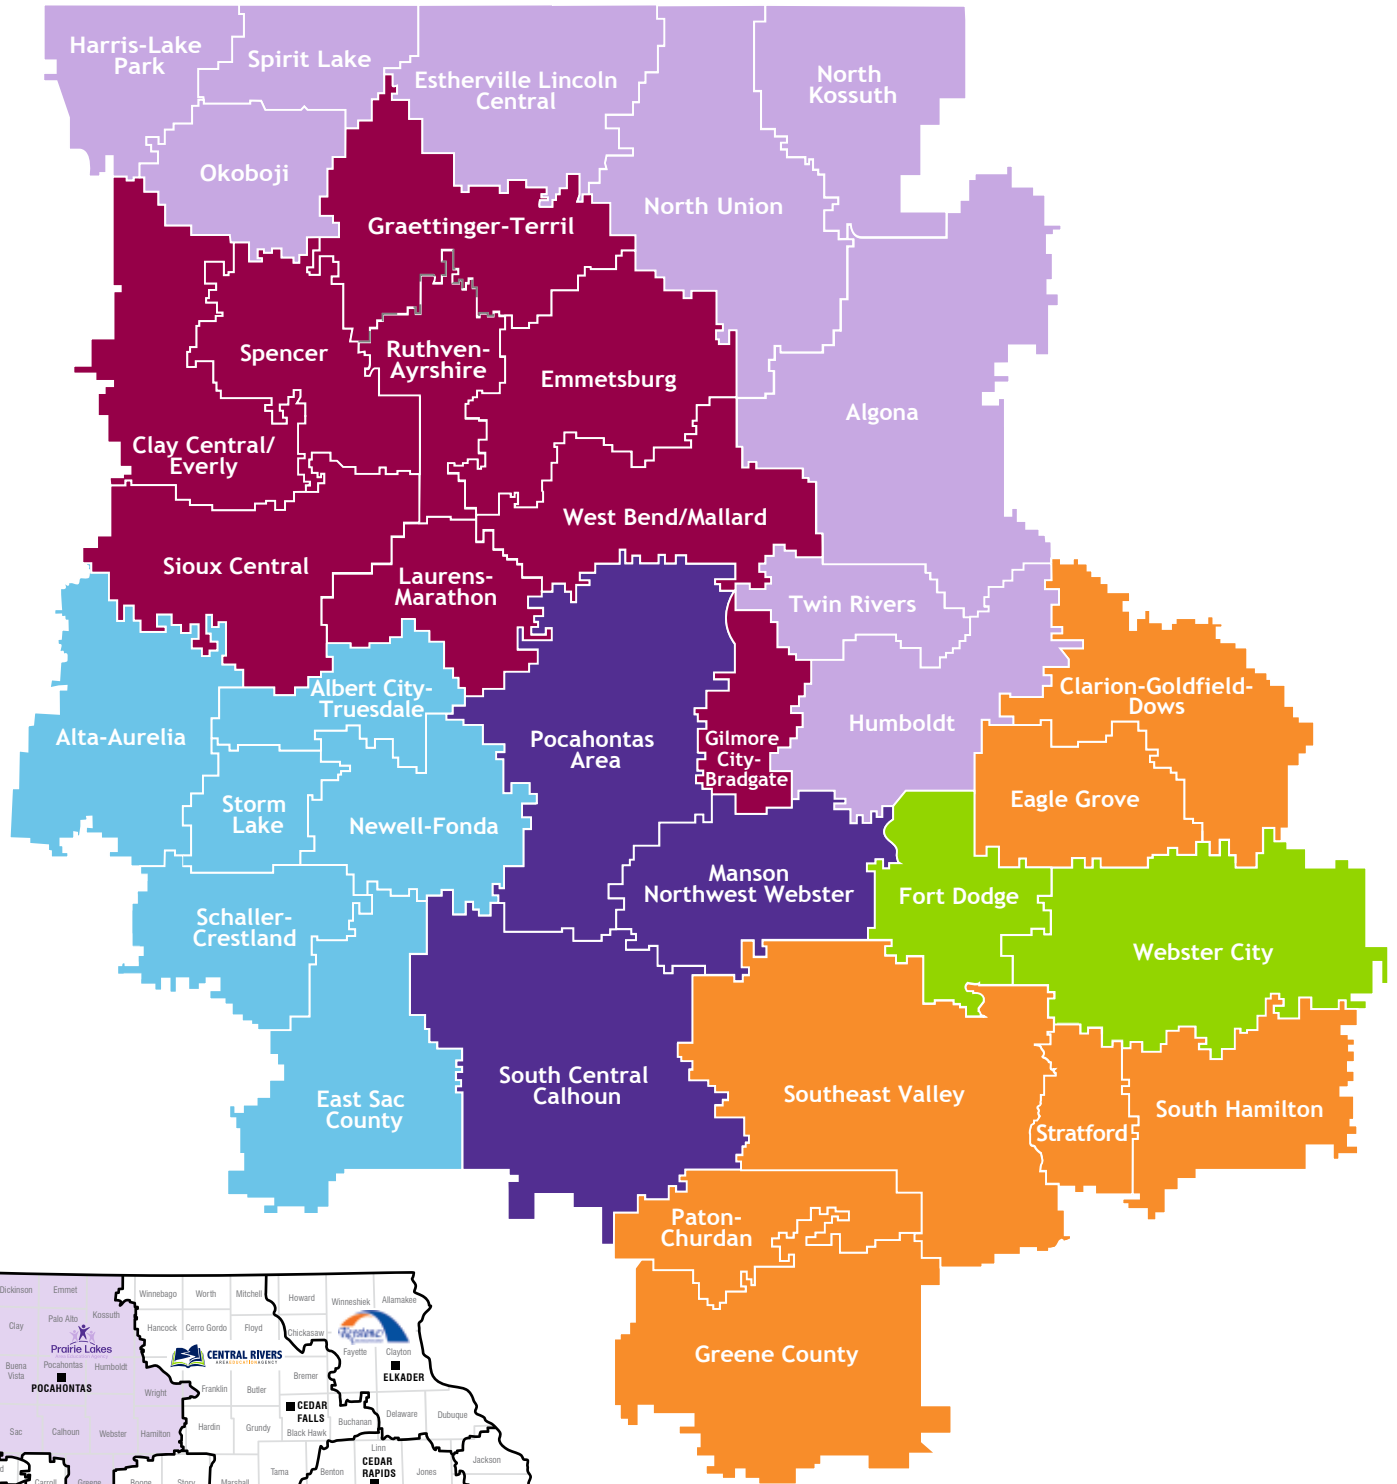 Harris-Lake
Park
Spirit Lake
Estherville Lincoln
Central
North
Kossuth
Okoboji
North Union
Graettinger-Terril
Spencer
Ruthven-
Ayrshire
Emmetsburg
Algona
Clay Central/
Everly
West Bend/Mallard
Sioux Central
Laurens-
Marathon
Twin Rivers
Albert City-
Truesdale
Clarion-Goldfield-
Dows
Humboldt
Alta-Aurelia
Pocahontas
Area
Gilmore
City-
Bradgate
Eagle Grove
Storm
Lake
Newell-Fonda
Manson
Northwest Webster
Fort Dodge
Schaller-
Crestland
Webster City
South Central
Calhoun
Southeast Valley
East Sac
County
South Hamilton
Stratford
Paton-
Churdan
Greene County
Dickinson
Emmet
Winnebago
Worth
Mitchell
Howard
Winneshiek
Allamakee
Clay
Palo Alto
Kossuth
Hancock
Cerro Gordo
Floyd
Chickasaw
Keystone
Prairie Lakes
CENTRAL RIVERS
AREA EDUCATION AGENCY
Fayette
Clayton
ELKADER
Buena
Vista
Pocahontas
Humboldt
POCAHONTAS
Wright
Franklin
Butler
Bremer
CEDAR
FALLS
Black Hawk
Buchanan
Delaware
Dubuque
Sac
Calhoun
Webster
Hamilton
Hardin
Grundy
Linn
CEDAR
RAPIDS
Jones
Jackson
Tama
Benton
Carroll
Greene
Boone
Story
Marshall